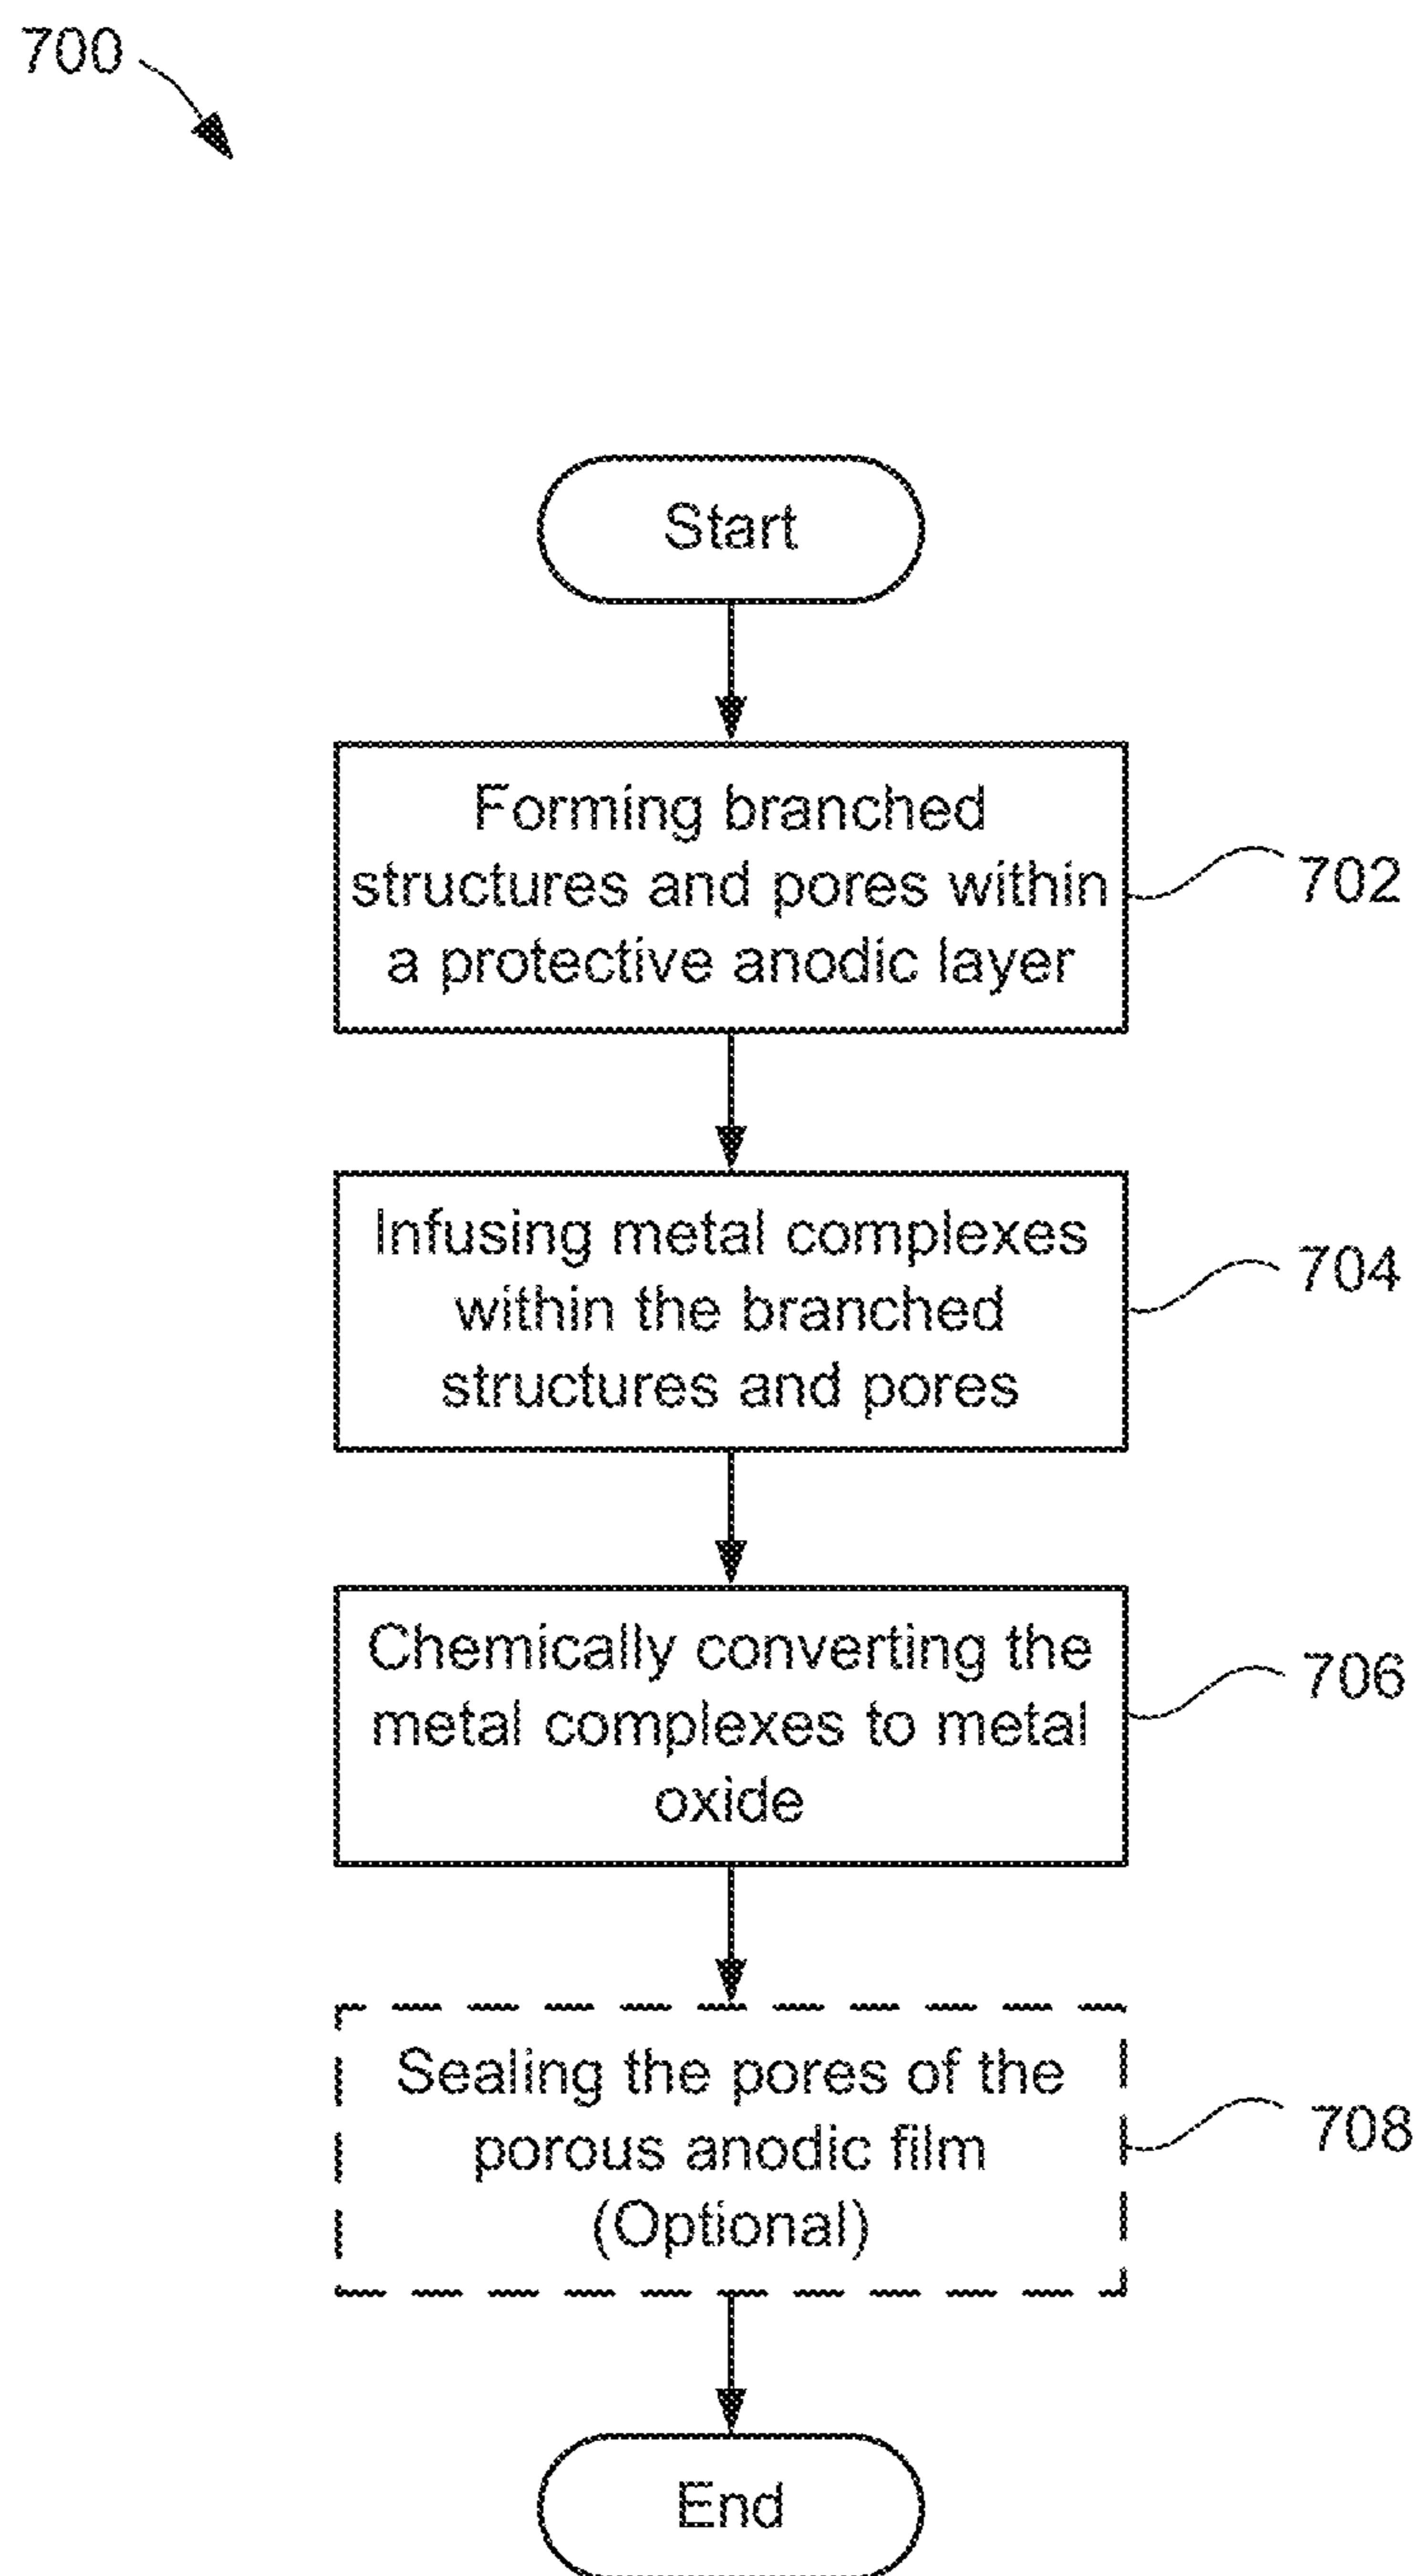 700
Start
Forming branched
structures and pores within
a protective anodic layer
702
Infusing metal complexes
within the branched
structures and pores
704
Chemically converting the
metal complexes to metal
oxide
706
Sealing the pores of the
porous anodic film
(Optional)
708
End